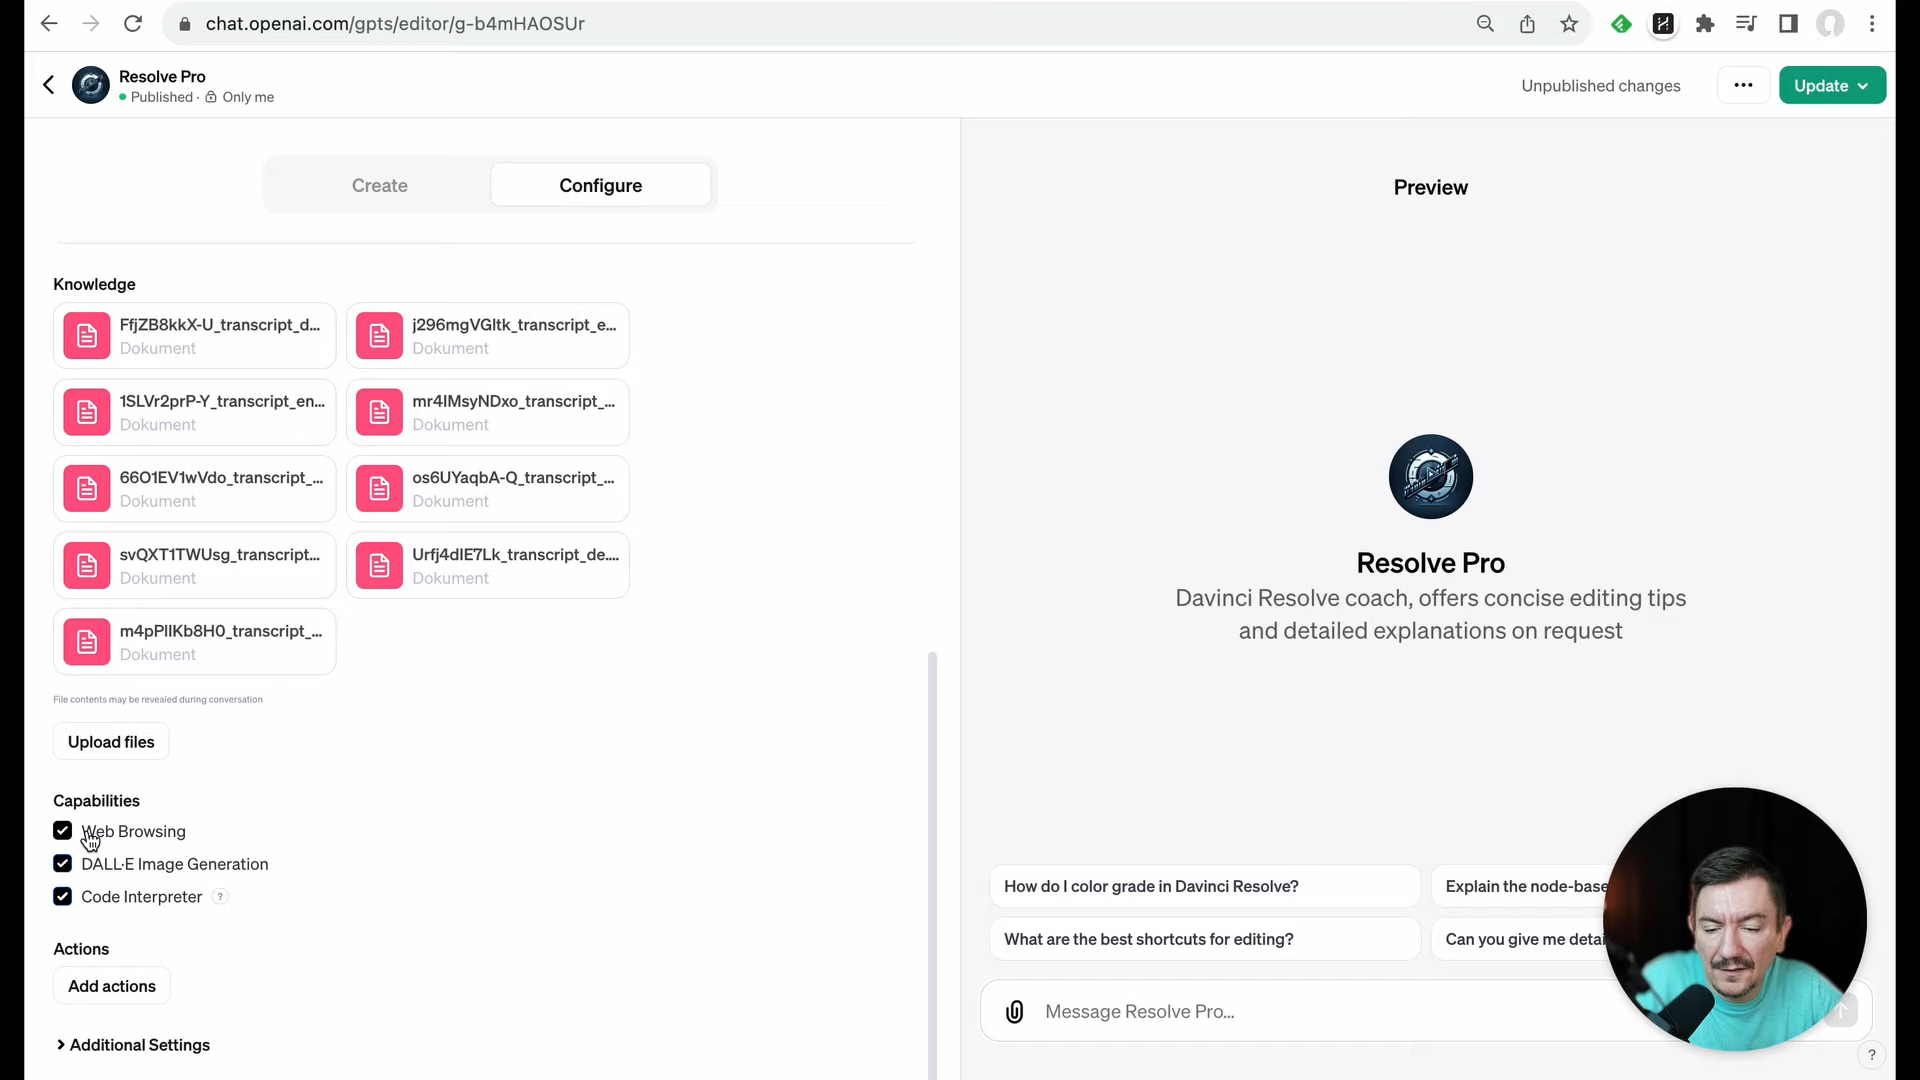 chat.openai.com/gpts/editor/g-b4mHAOSUr
Resolve Pro
Published · Only me
Unpublished changes
Update
Create
Configure
Preview
Knowledge
FfjZB8kkX-U_transcript_d...
Dokument
j296mgVGltk_transcript_e...
Dokument
1SLVr2prP-Y_transcript_en...
Dokument
mr4lMsyNDxo_transcript_...
Dokument
66O1EV1wVdo_transcript_...
Dokument
os6UYaqbA-Q_transcript_...
Dokument
svQXT1TWUsg_transcript...
Dokument
Urfj4dlE7Lk_transcript_de....
Dokument
m4pPllKb8H0_transcript_...
Dokument
File contents may be revealed during conversation
Upload files
Capabilities
Web Browsing
DALL·E Image Generation
Code Interpreter ?
Actions
Add actions
Additional Settings
Resolve Pro
Davinci Resolve coach, offers concise editing tips
and detailed explanations on request
How do I color grade in Davinci Resolve?
Explain the node-base
What are the best shortcuts for editing?
Can you give me detai
Message Resolve Pro...
?